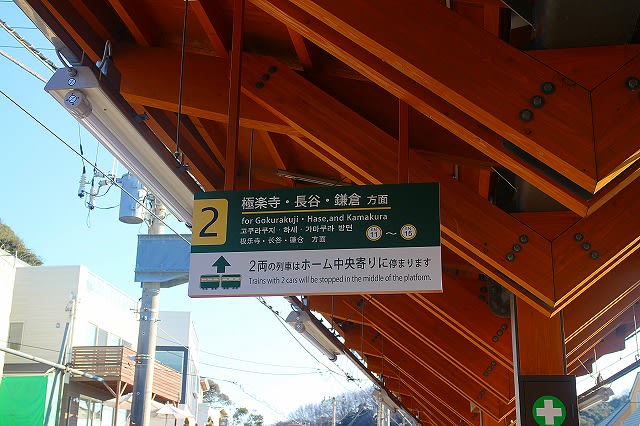 2
極楽寺・長谷・鎌倉 方面
for Gokurakuji・Hase,and Kamakura
고쿠라쿠지・하세・가마쿠라 방면
极乐寺・长谷・镰仓 方面
11 ~ 15
2両の列車はホーム中央寄りに停まります
Trains with 2 cars will be stopped in the middle of the platform.